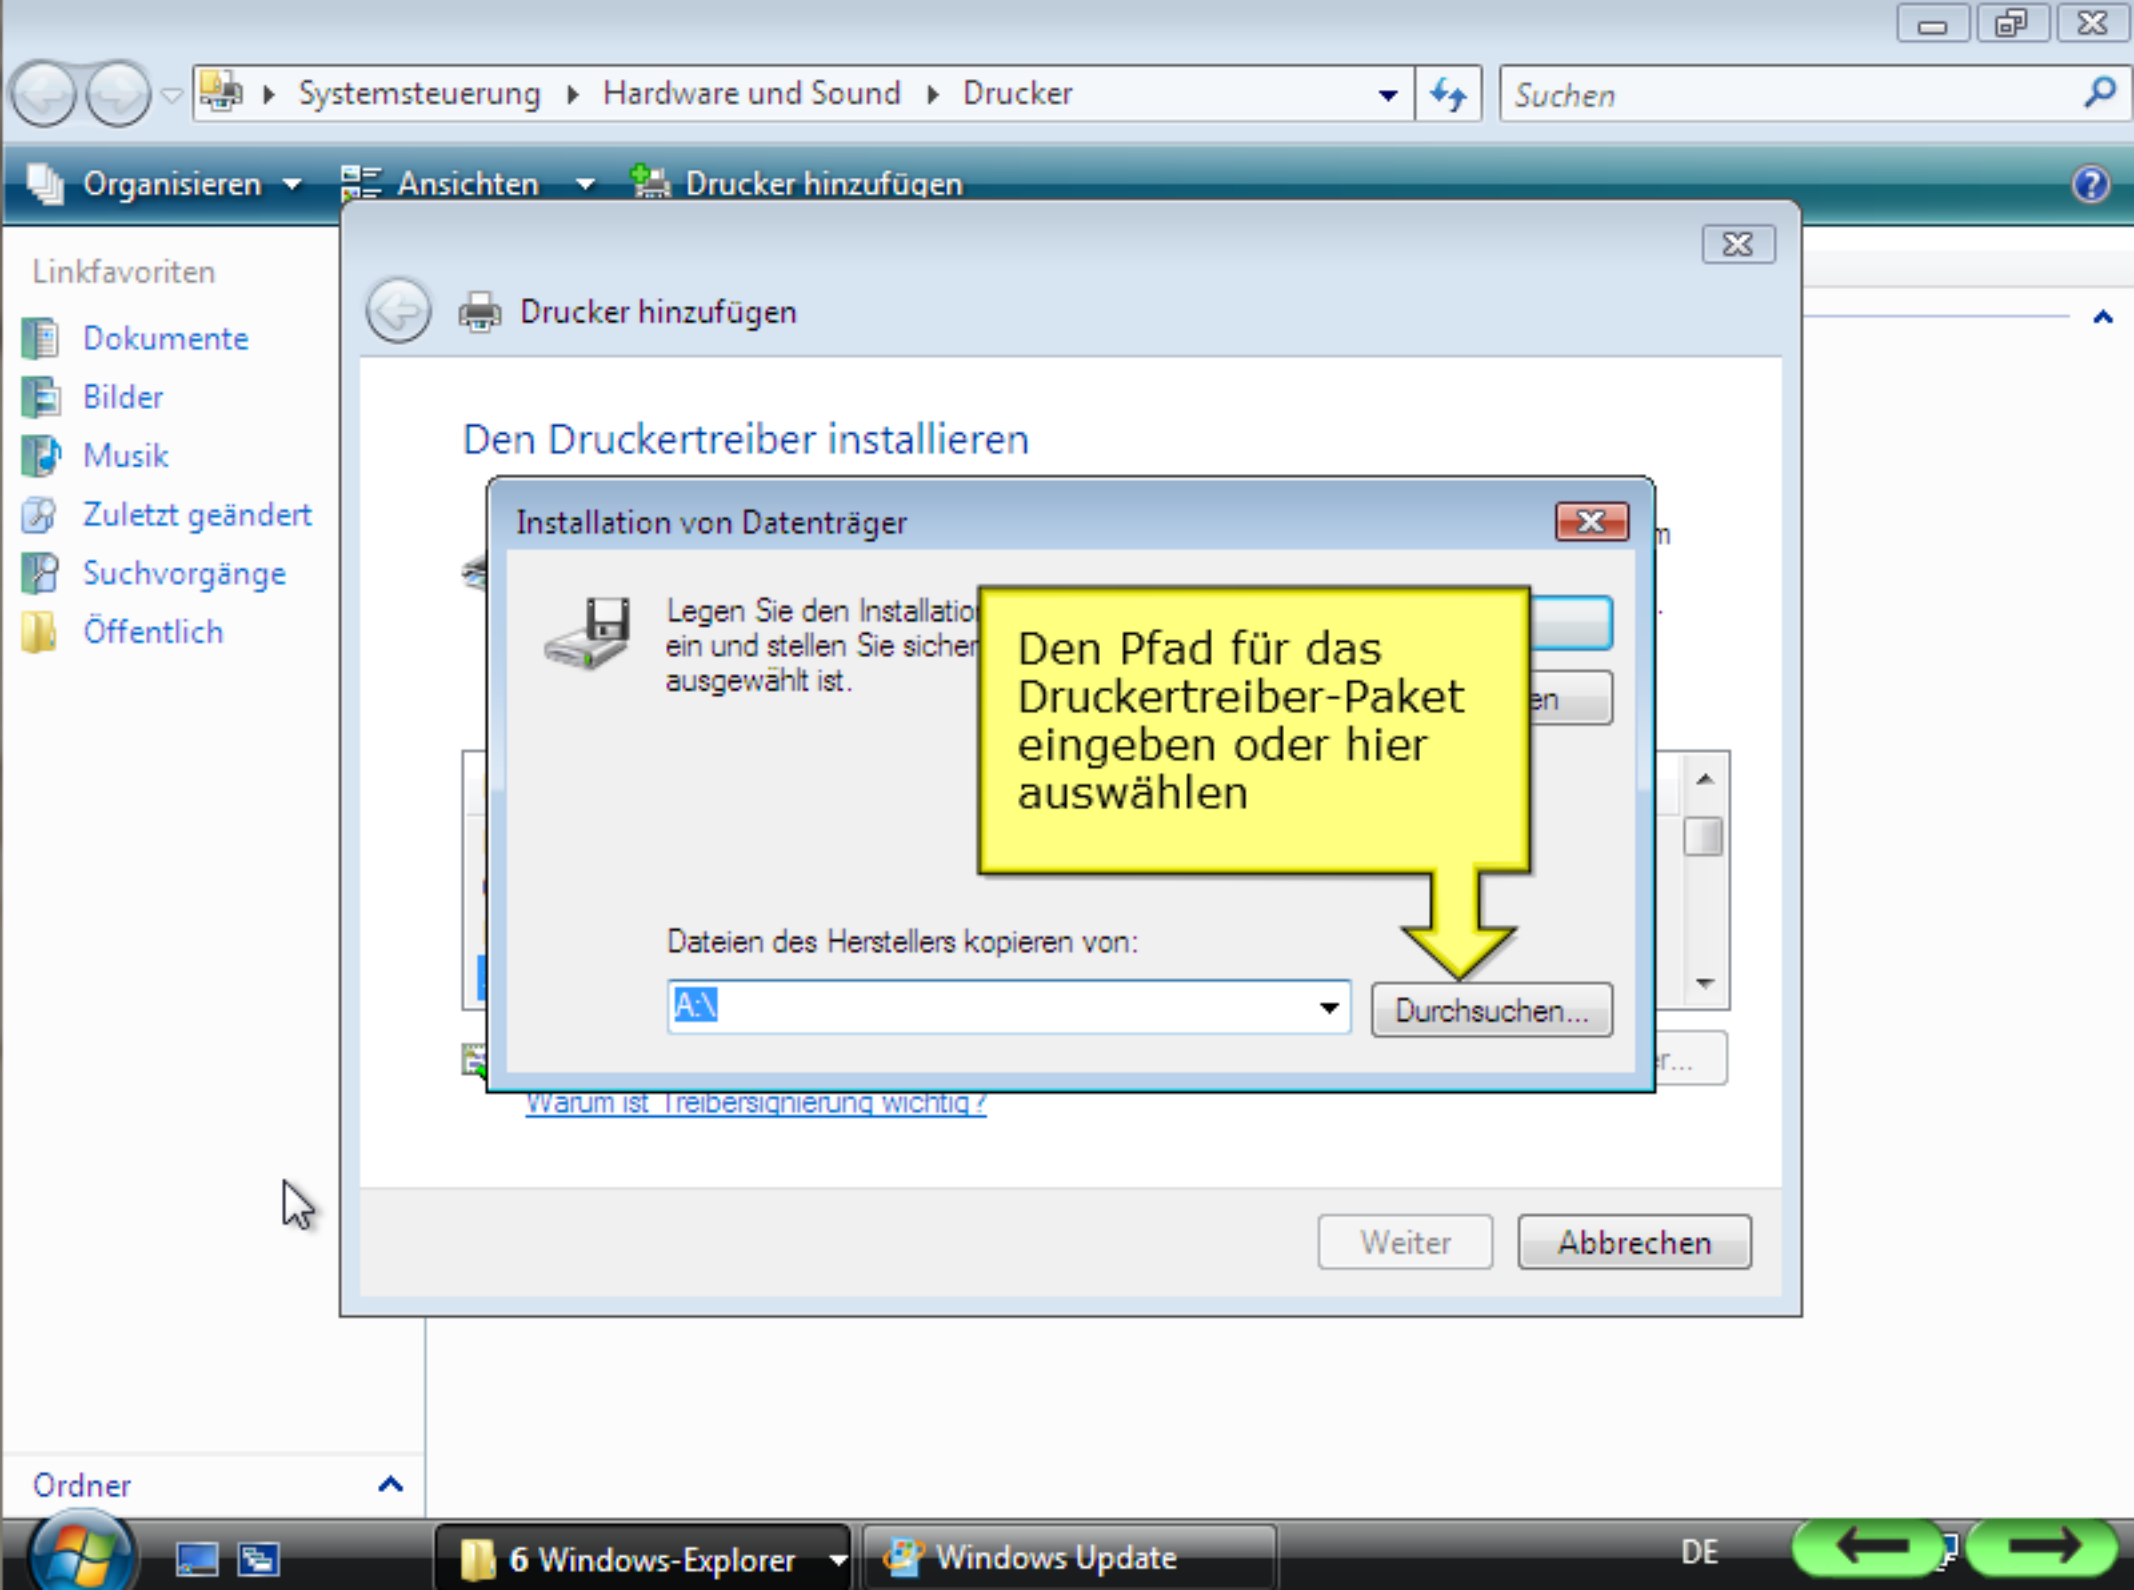 Systemsteuerung Hardware und Sound Drucker
Suchen
Organisieren Ansichten Drucker hinzufügen
Linkfavoriten
Dokumente
Bilder
Musik
Zuletzt geändert
Suchvorgänge
Öffentlich
Drucker hinzufügen
Den Druckertreiber installieren
Installation von Datenträger
Legen Sie den
ein und stellen Sie
ausgewählt ist.
Den Pfad für das
Druckertreiber-Paket
eingeben oder hier
auswählen
Dateien des Herstellers kopieren von:
A:\
Durchsuchen...
Warum ist Treibersignierung wichtig?
Weiter Abbrechen
Ordner
6 Windows-Explorer
Windows Update
DE